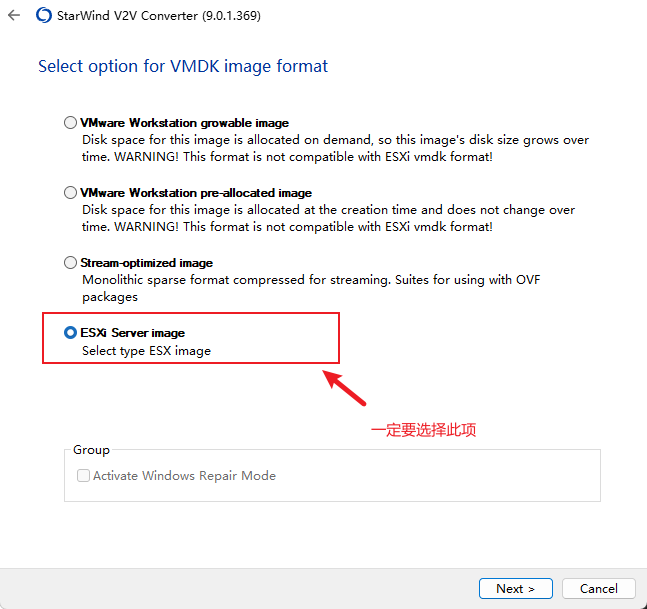 StarWind V2V Converter (9.0.1.369)
Select option for VMDK image format
VMware Workstation growable image
Disk space for this image is allocated on demand, so this image's disk size grows over
time. WARNING! This format is not compatible with ESXi vmdk format!
VMware Workstation pre-allocated image
Disk space for this image is allocated at the creation time and does not change over
time. WARNING! This format is not compatible with ESXi vmdk format!
Stream-optimized image
Monolithic sparse format compressed for streaming. Suites for using with OVF
packages
ESXi Server image
Select type ESX image
一定要选择此项
Group
Activate Windows Repair Mode
Next >
Cancel